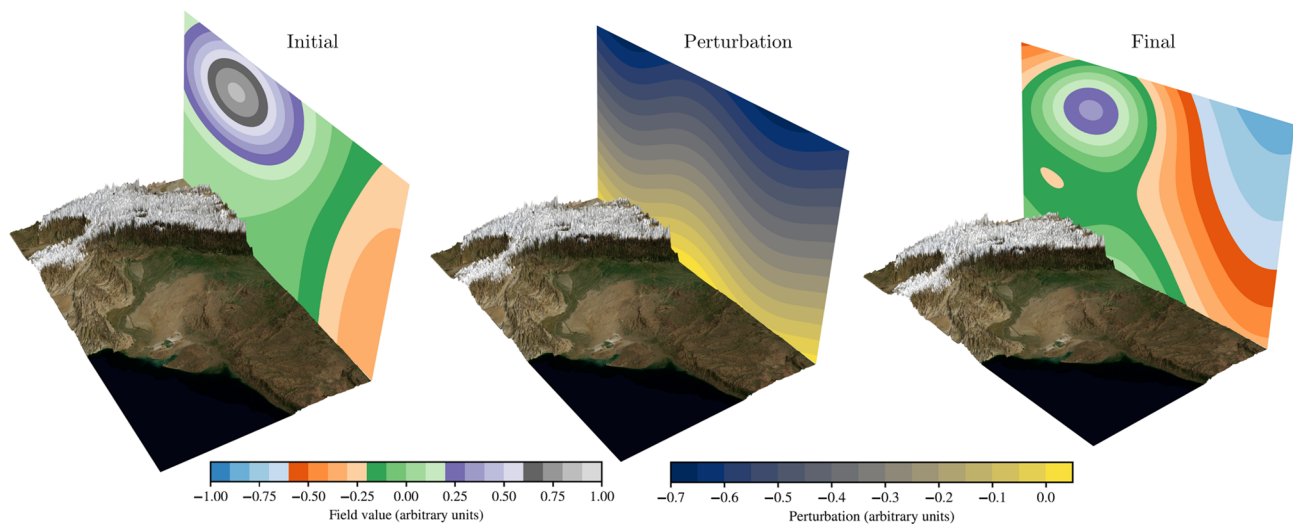 Initial
Perturbation
Final
−1.00 −0.75 −0.50 −0.25 0.00 0.25 0.50 0.75 1.00
Field value (arbitrary units)
−0.7 −0.6 −0.5 −0.4 −0.3 −0.2 −0.1 0.0
Perturbation (arbitrary units)